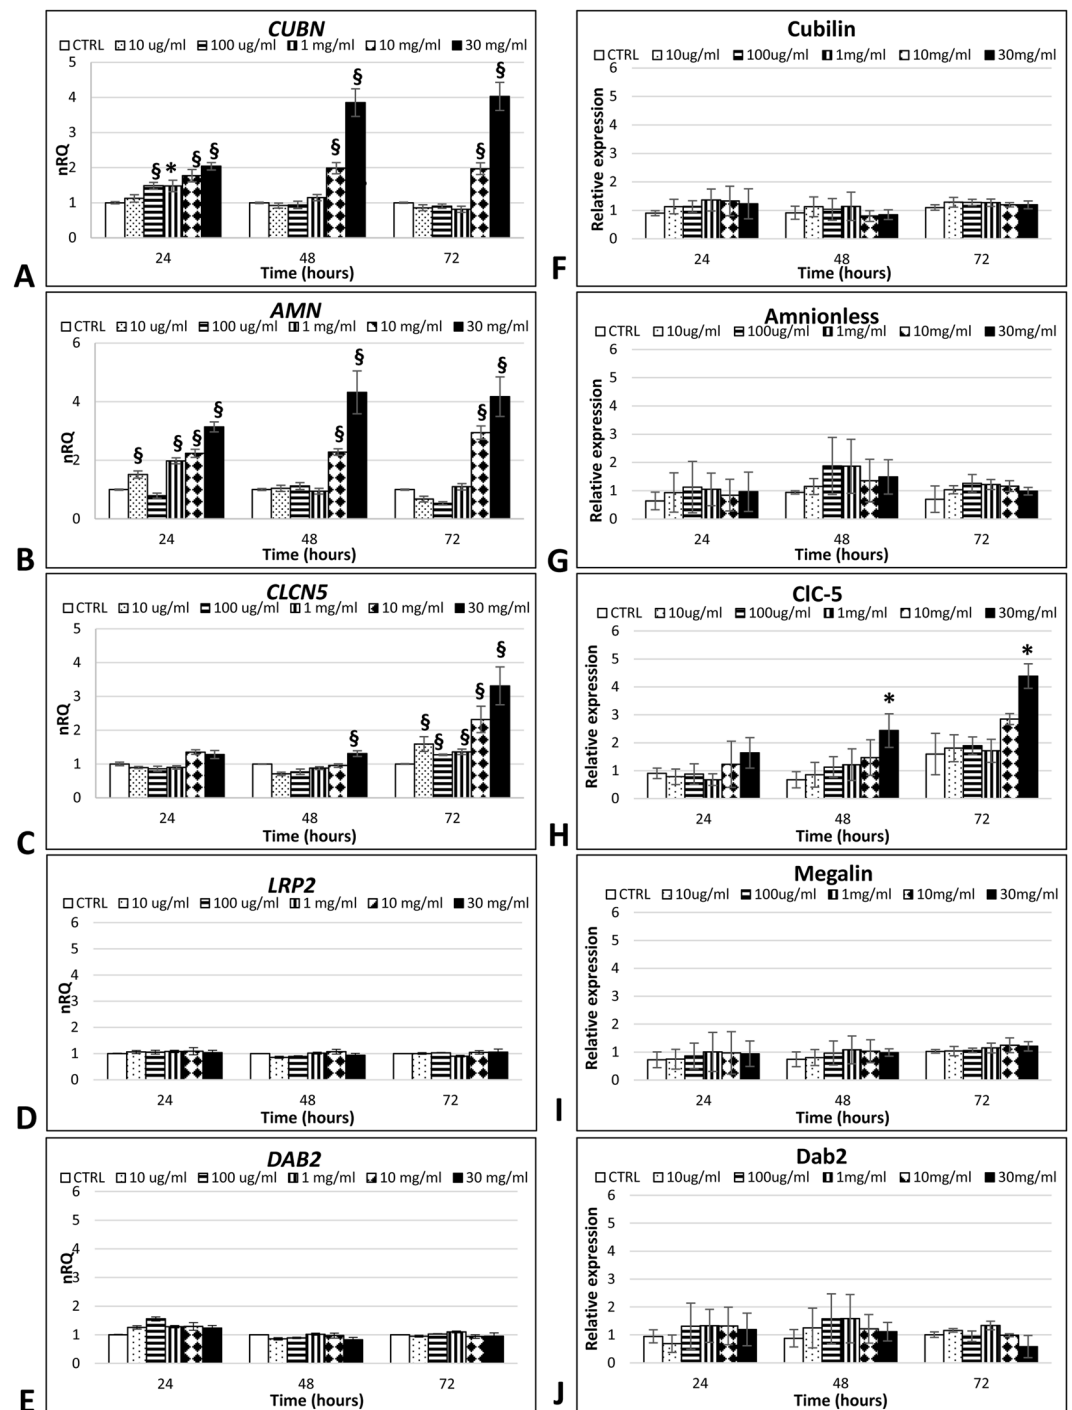 CUBN
CTRL 10 ug/ml 100 ug/ml 1 mg/ml 10 mg/ml 30 mg/ml
5
4
3
2
1
0
nRQ
§ * § §
§ §
§ §
24 48 72
Time (hours)
A
AMN
CTRL 10 ug/ml 100 ug/ml 1 mg/ml 10 mg/ml 30 mg/ml
6
4
2
0
nRQ
§ § § §
§ §
§ §
24 48 72
Time (hours)
B
CLCN5
CTRL 10 ug/ml 100 ug/ml 1 mg/ml 10 mg/ml 30 mg/ml
5
4
3
2
1
0
nRQ
§
§ § § § §
24 48 72
Time (hours)
C
LRP2
CTRL 10 ug/ml 100 ug/ml 1 mg/ml 10 mg/ml 30 mg/ml
6
5
4
3
2
1
0
nRQ
24 48 72
Time (hours)
D
DAB2
CTRL 10 ug/ml 100 ug/ml 1 mg/ml 10 mg/ml 30 mg/ml
6
5
4
3
2
1
0
nRQ
24 48 72
Time (hours)
E
Cubilin
CTRL 10ug/ml 100ug/ml 1mg/ml 10mg/ml 30mg/ml
6
5
4
3
2
1
0
Relative expression
24 48 72
Time (hours)
F
Amnionless
CTRL 10ug/ml 100ug/ml 1mg/ml 10mg/ml 30mg/ml
6
5
4
3
2
1
0
Relative expression
24 48 72
Time (hours)
G
ClC-5
CTRL 10ug/ml 100ug/ml 1mg/ml 10mg/ml 30mg/ml
6
5
4
3
2
1
0
Relative expression
*
*
24 48 72
Time (hours)
H
Megalin
CTRL 10ug/ml 100ug/ml 1mg/ml 10mg/ml 30mg/ml
6
5
4
3
2
1
0
Relative expression
24 48 72
Time (hours)
I
Dab2
CTRL 10ug/ml 100ug/ml 1mg/ml 10mg/ml 30mg/ml
6
5
4
3
2
1
0
Relative expression
24 48 72
Time (hours)
J